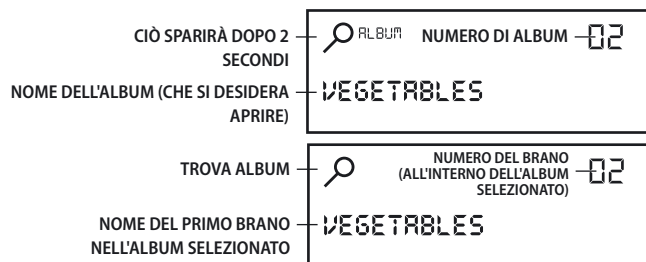 CIÒ SPARIRÀ DOPO 2
SECONDI
ALBUM NUMERO DI ALBUM 02
NOME DELL'ALBUM (CHE SI DESIDERA
APRIRE)
VEGETABLES
TROVA ALBUM
NUMERO DEL BRANO
(ALL'INTERNO DELL'ALBUM
SELEZIONATO)
02
NOME DEL PRIMO BRANO
NELL'ALBUM SELEZIONATO
VEGETABLES